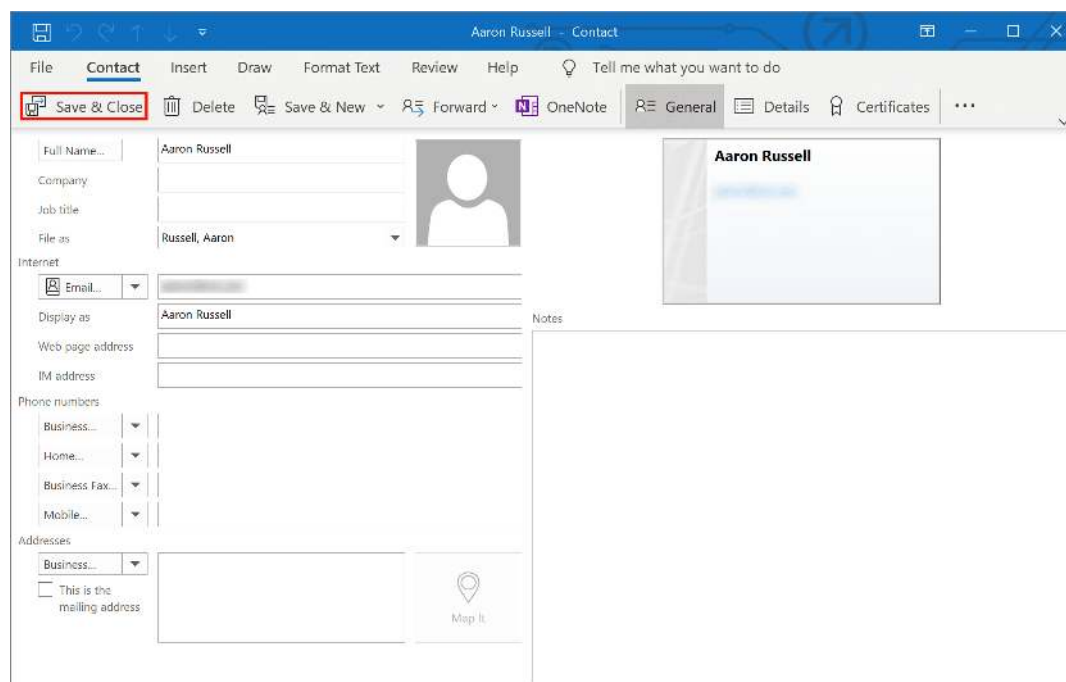 Aaron Russell - Contact
File Contact Insert Draw Format Text Review Help Tell me what you want to do
Save & Close Delete Save & New Forward OneNote General Details Certificates
Full Name... Aaron Russell
Company
Job title
File as Russell, Aaron
Internet
Email...
Display as Aaron Russell
Web page address
IM address
Phone numbers
Business...
Home...
Business Fax...
Mobile...
Addresses
Business...
This is the
mailing address
Map It
Aaron Russell
Notes